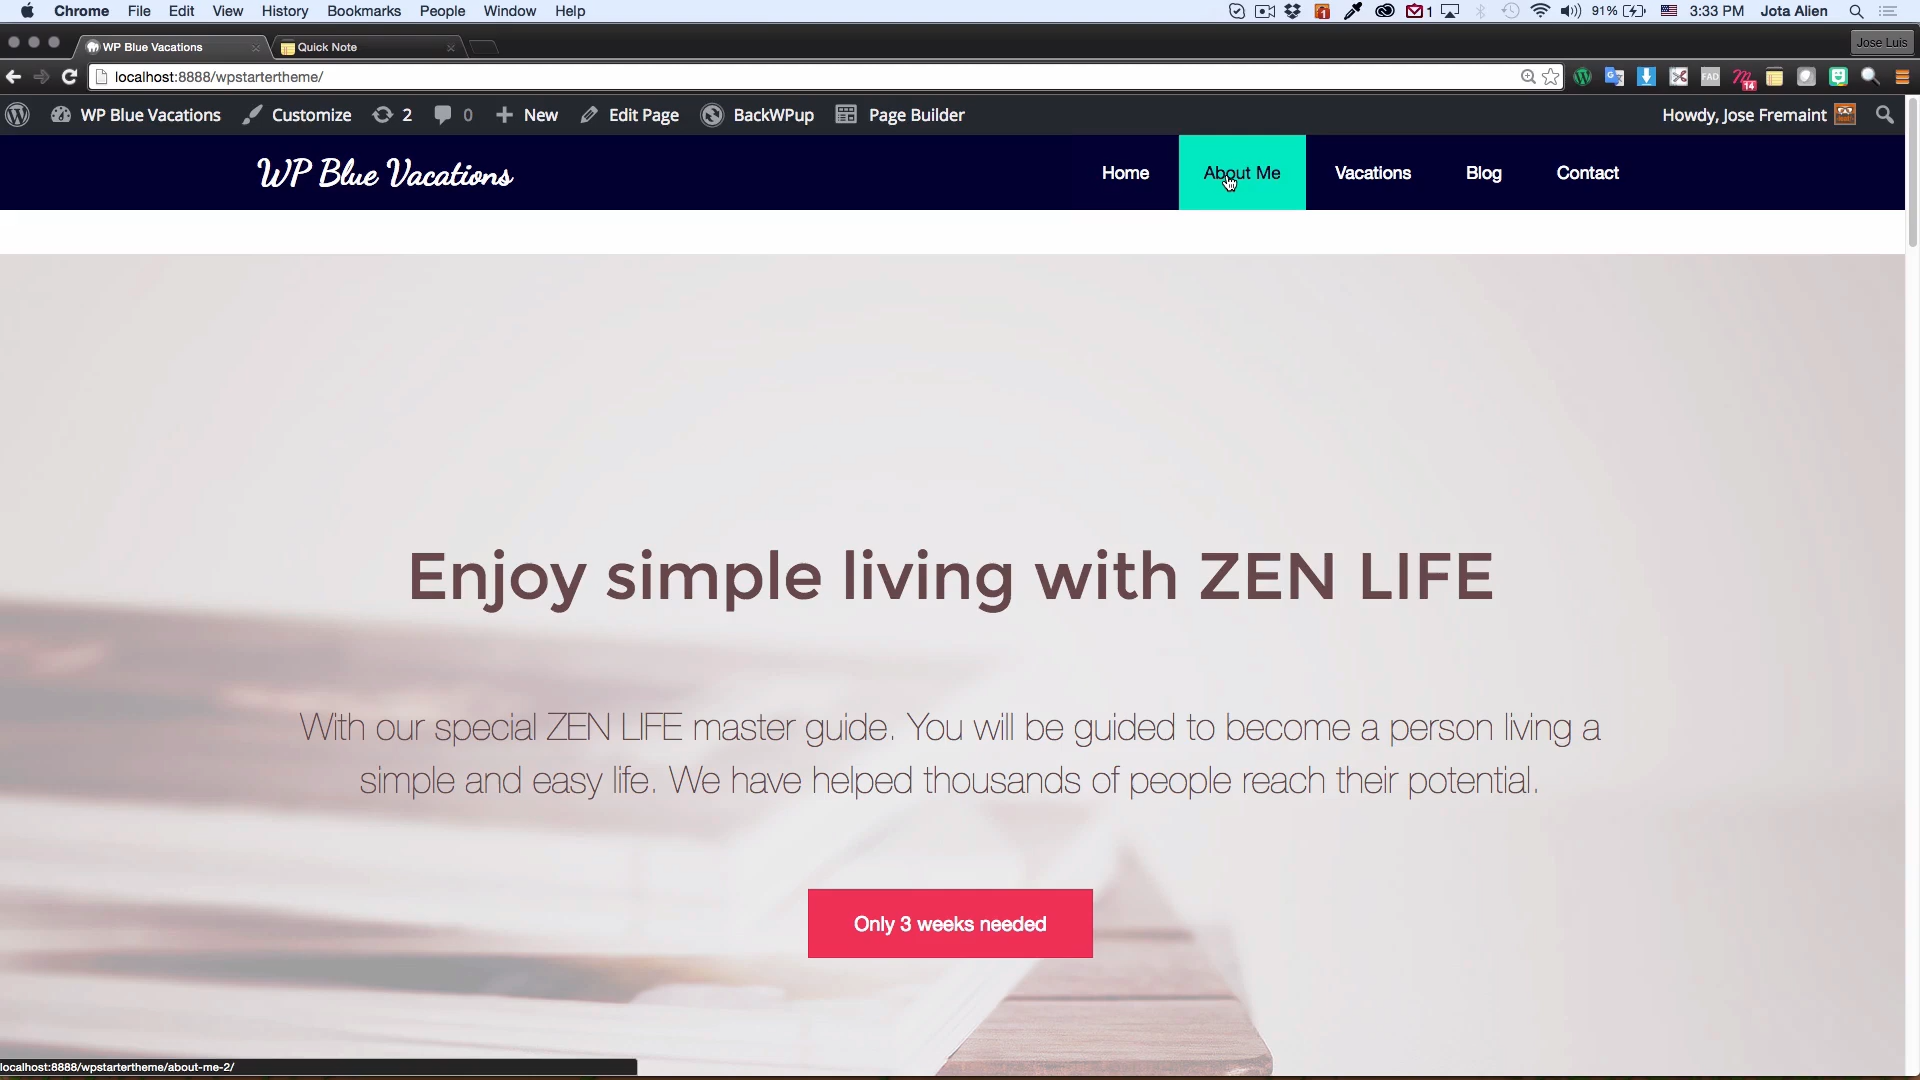 Chrome File Edit View History Bookmarks People Window Help 1 1 91% 3:33 PM Jota Alien
WP Blue Vacations Quick Note Jose Luis
localhost:8888/wpstartertheme/ FAD 14
WP Blue Vacations Customize 2 0 New Edit Page BackWPup Page Builder Howdy, Jose Fremaint
WP Blue Vacations Home About Me Vacations Blog Contact
Enjoy simple living with ZEN LIFE
With our special ZEN LIFE master guide. You will be guided to become a person living a
simple and easy life. We have helped thousands of people reach their potential.
Only 3 weeks needed
localhost:8888/wpstartertheme/about-me-2/